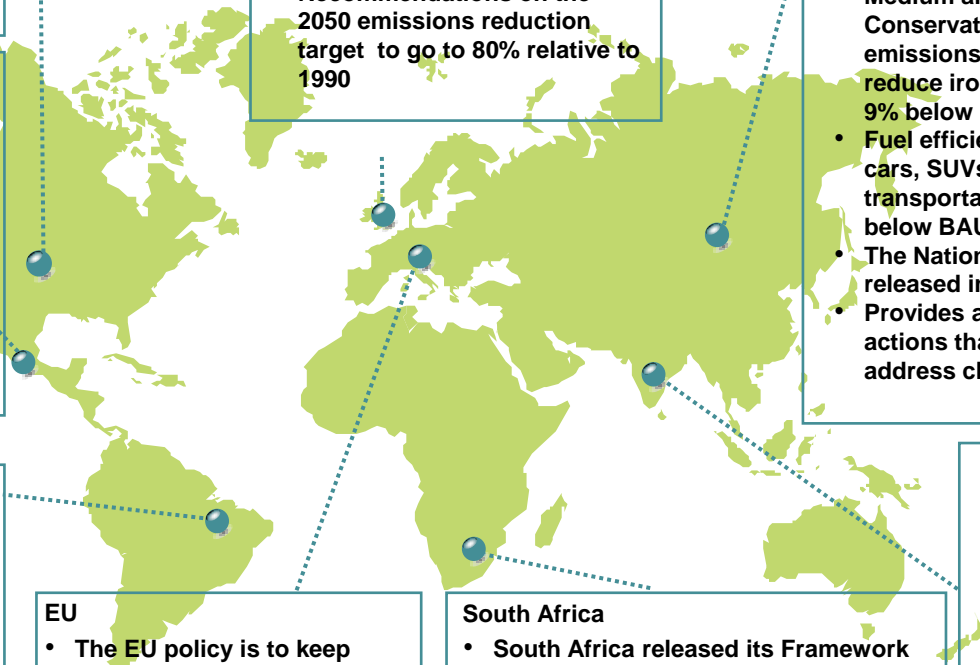 2050 emissions reduction
target to go to 80% relative to
1990
Medium
Conservat
emissions
reduce iro
9% below
• Fuel efficie
cars, SUVs
transporta
below BAU
• The Nation
released in
• Provides a
actions tha
address cl
EU
• The EU policy is to keep
South Africa
• South Africa released its Framework